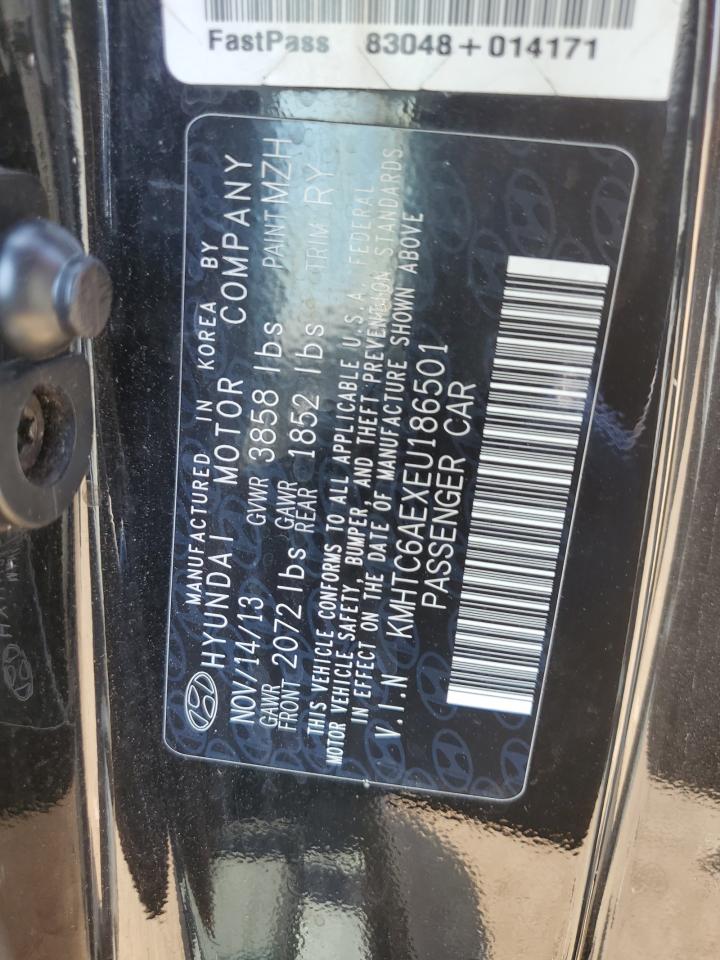 FastPass 83048+014171
MANUFACTURED IN KOREA BY
HYUNDAI MOTOR COMPANY
NOV/14/13 GVWR 3858 lbs PAINT MZH
GAWR FRONT 2072 lbs GAWR REAR 1852 lbs TRIM RY
THIS VEHICLE CONFORMS TO ALL APPLICABLE U.S.A. FEDERAL
MOTOR VEHICLE SAFETY, BUMPER, AND THEFT PREVENTION STANDARDS
IN EFFECT ON THE DATE OF MANUFACTURE SHOWN ABOVE
V.I.N KMHTC6AEXEU186501
PASSENGER CAR